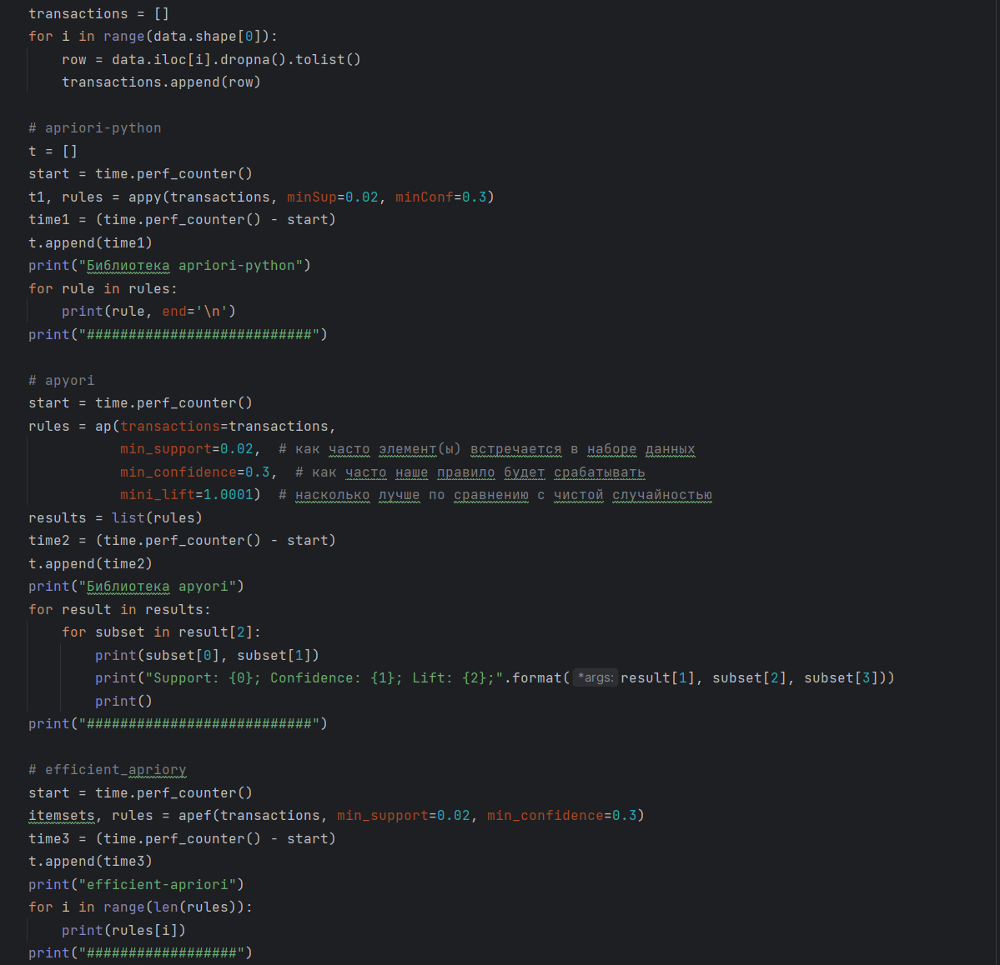 transactions = []
for i in range(data.shape[0]):
    row = data.iloc[i].dropna().tolist()
    transactions.append(row)

# apriori-python
t = []
start = time.perf_counter()
t1, rules = appy(transactions, minSup=0.02, minConf=0.3)
time1 = (time.perf_counter() - start)
t.append(time1)
print("Библиотека apriori-python")
for rule in rules:
    print(rule, end='\n')
print("###########################")

# apyori
start = time.perf_counter()
rules = ap(transactions=transactions,
           min_support=0.02,  # как часто элемент(ы) встречается в наборе данных
           min_confidence=0.3,  # как часто наше правило будет срабатывать
           mini_lift=1.0001)  # насколько лучше по сравнению с чистой случайностью
results = list(rules)
time2 = (time.perf_counter() - start)
t.append(time2)
print("Библиотека apyori")
for result in results:
    for subset in result[2]:
        print(subset[0], subset[1])
        print("Support: {0}; Confidence: {1}; Lift: {2};".format( *args: result[1], subset[2], subset[3]))
        print()
print("###########################")

# efficient_apriory
start = time.perf_counter()
itemsets, rules = apef(transactions, min_support=0.02, min_confidence=0.3)
time3 = (time.perf_counter() - start)
t.append(time3)
print("efficient-apriori")
for i in range(len(rules)):
    print(rules[i])
print("##################")